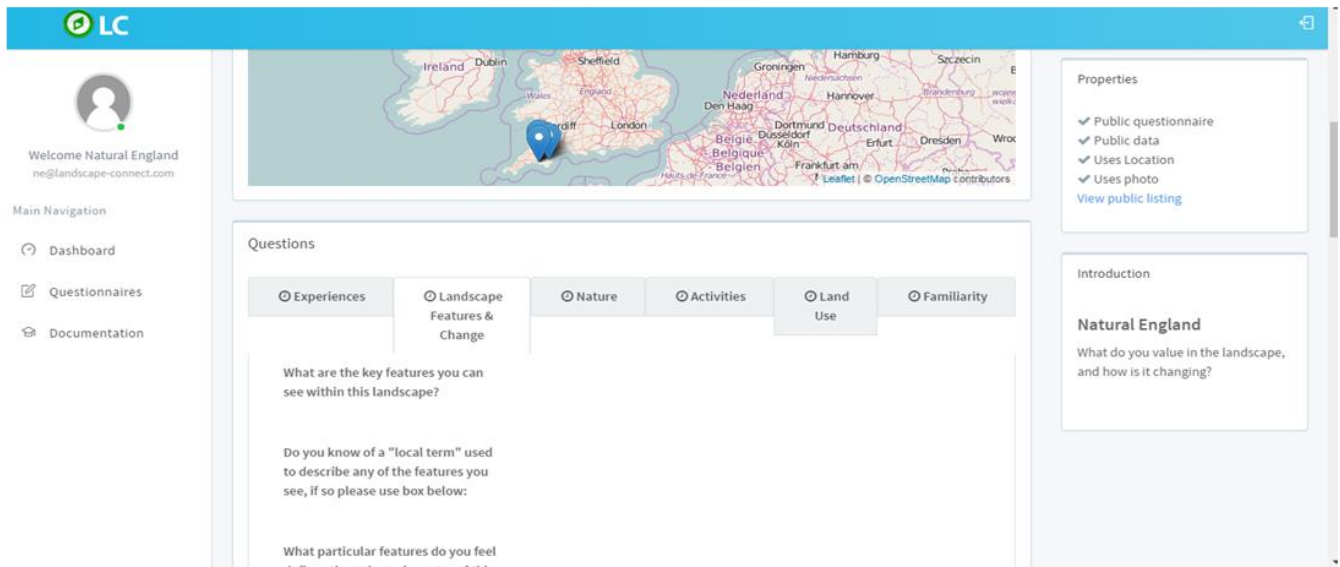 LC
Welcome Natural England
ne@landscape-connect.com
Main Navigation
Dashboard
Questionnaires
Documentation
Ireland
Dublin
Sheffield
Wales
England
London
Groningen
Hamburg
Szczecin
Niedersachsen
Nederland
Hannover
Brandenburg
Den Haag
Dortmund
Deutschland
België
Düsseldorf
Köln
Erfurt
Dresden
Belgique
Belgien
Frankfurt am
Hauts-de-France
Leaflet | © OpenStreetMap contributors
Questions
Experiences
Landscape
Features &
Change
Nature
Activities
Land
Use
Familiarity
What are the key features you can
see within this landscape?
Do you know of a "local term" used
to describe any of the features you
see, if so please use box below:
What particular features do you feel
Properties
Public questionnaire
Public data
Uses Location
Uses photo
View public listing
Introduction
Natural England
What do you value in the landscape,
and how is it changing?